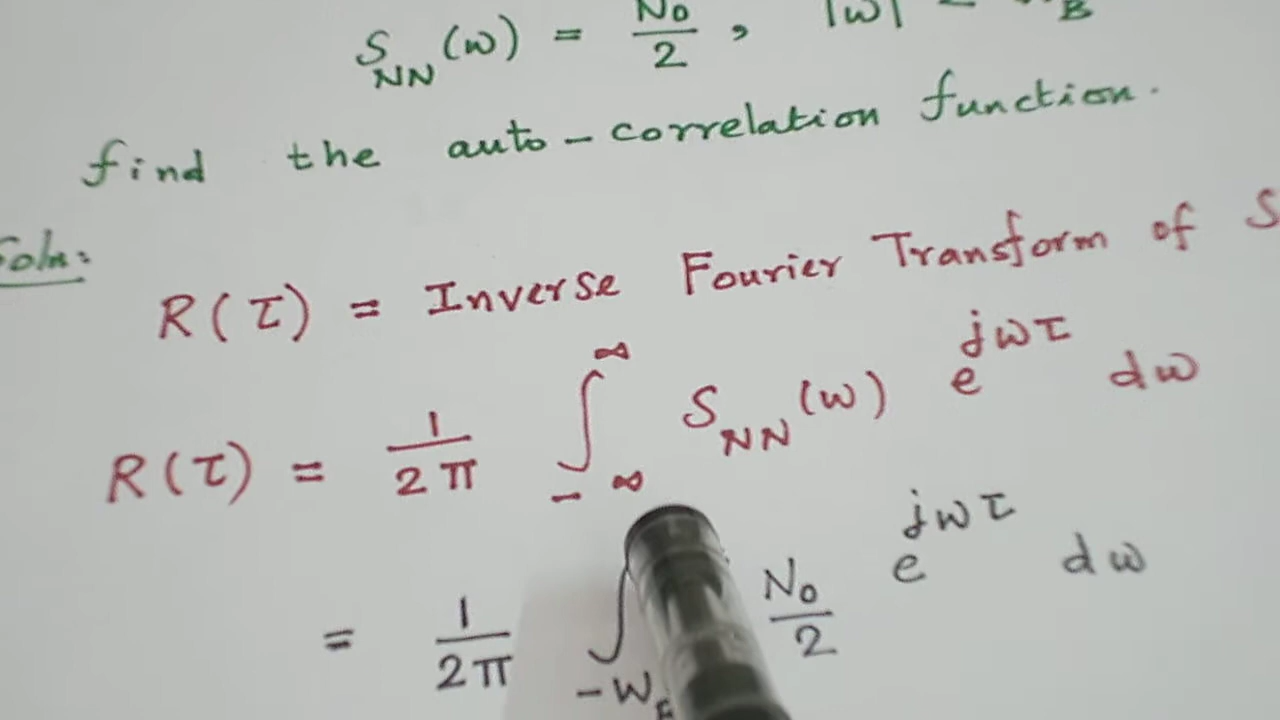 S_NN(ω) = N₀/2 , |ω|
find the auto-correlation function.
Soln:
R(τ) = Inverse Fourier Transform of S
R(τ) = 1/2π ∫_{-∞}^{∞} S_NN(ω) e^{jωτ} dω
= 1/2π ∫_{-W_B} N₀/2 e^{jωτ} dω